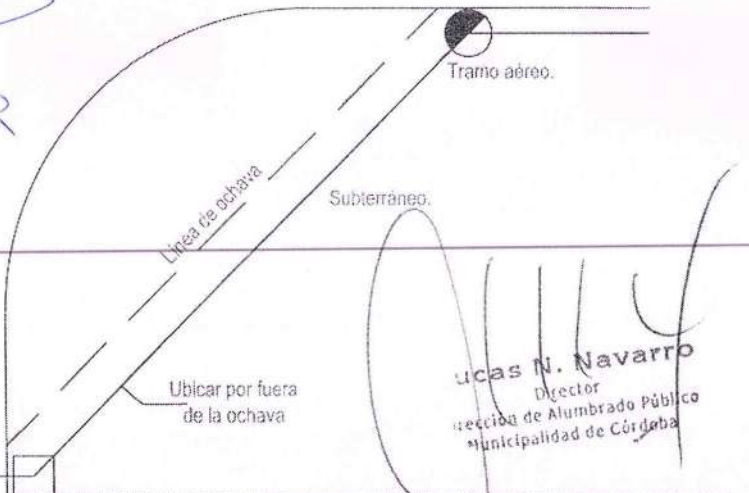 Tramo aéreo.
Línea de ochava
Subterráneo.
Ubicar por fuera
de la ochava
ucas N. Navarro
Director
rección de Alumbrado Público
Municipalidad de Córdoba